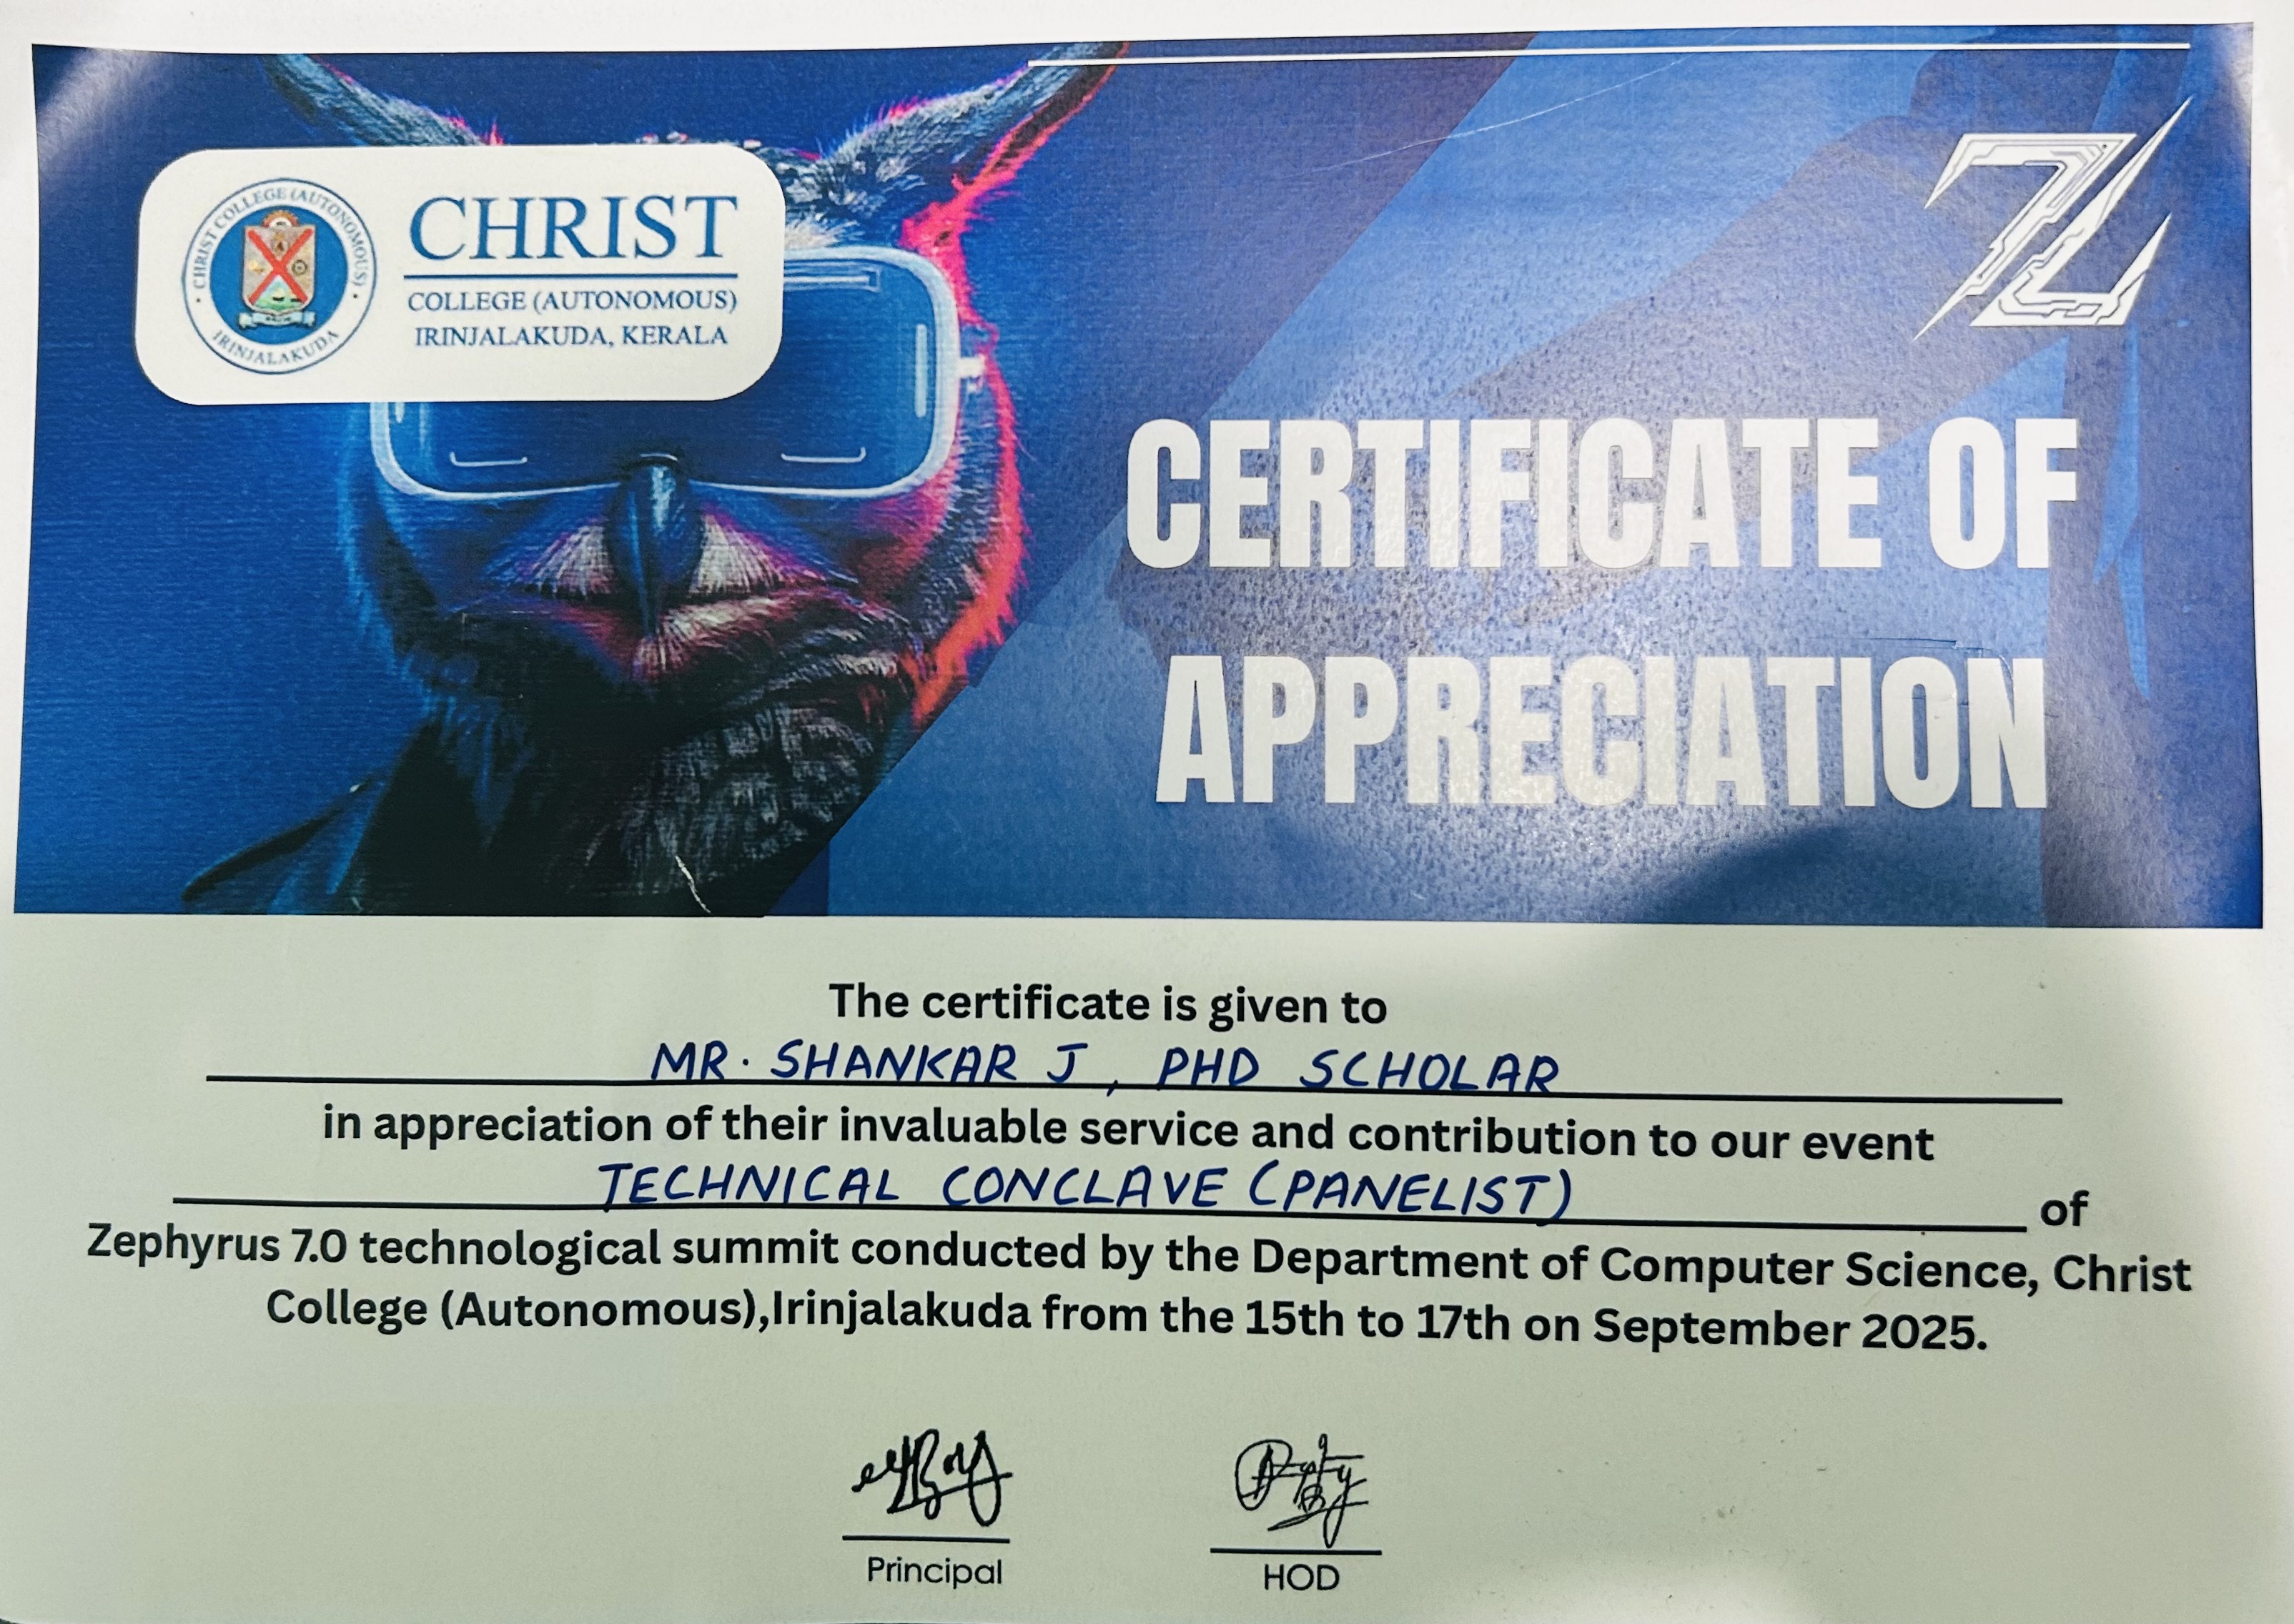 CHRIST COLLEGE (AUTONOMOUS)
IRINJALAKUDA
CHRIST
COLLEGE (AUTONOMOUS)
IRINJALAKUDA, KERALA
Z
CERTIFICATE OF
APPRECIATION
The certificate is given to
MR. SHANKAR J, PHD SCHOLAR
in appreciation of their invaluable service and contribution to our event
TECHNICAL CONCLAVE (PANELIST) of
Zephyrus 7.0 technological summit conducted by the Department of Computer Science, Christ
College (Autonomous),Irinjalakuda from the 15th to 17th on September 2025.
Principal
HOD